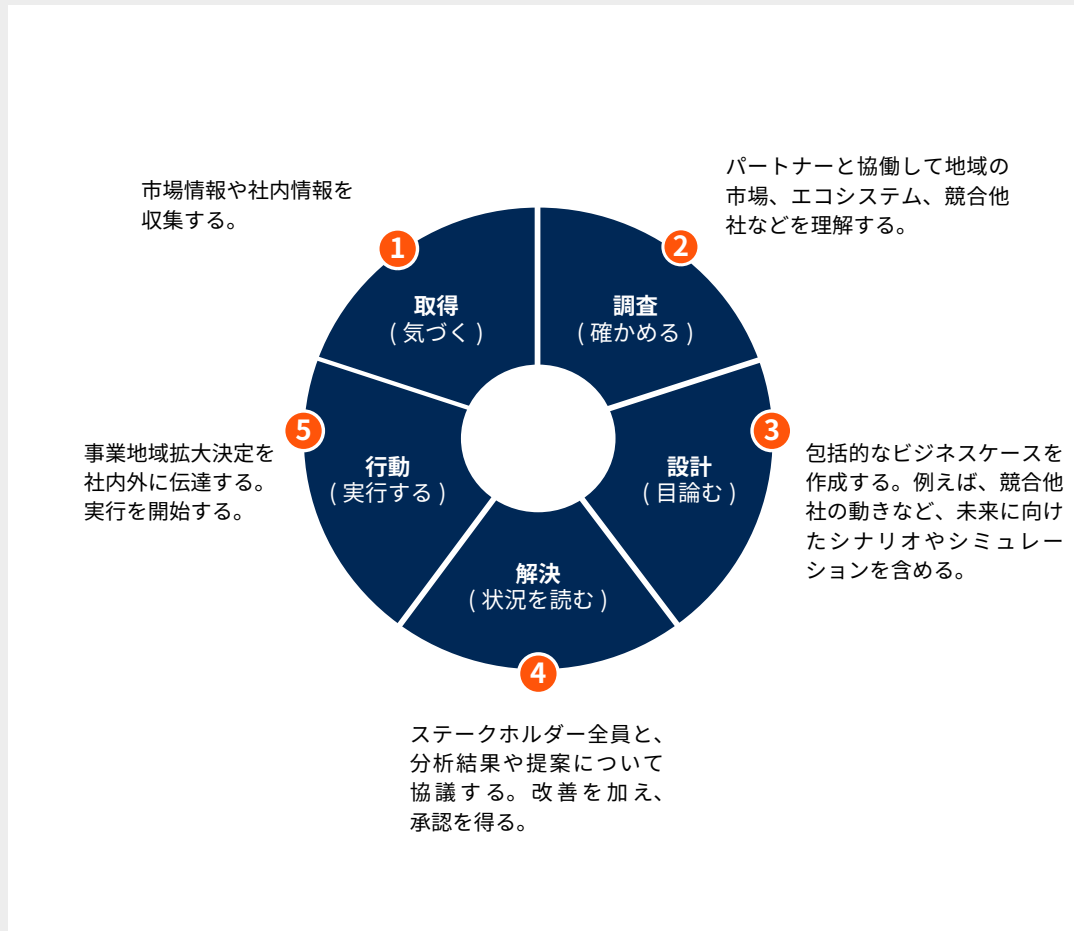 市場情報や社内情報を
収集する。
1
取得
( 気づく )
パートナーと協働して地域の
市場、エコシステム、競合他
社などを理解する。
2
調査
( 確かめる )
3
設計
( 目論む )
包括的なビジネスケースを
作成する。例えば、競合他
社の動きなど、未来に向け
たシナリオやシミュレー
ションを含める。
4
解決
( 状況を読む )
ステークホルダー全員と、
分析結果や提案について
協議する。改善を加え、
承認を得る。
5
行動
( 実行する )
事業地域拡大決定を
社内外に伝達する。
実行を開始する。